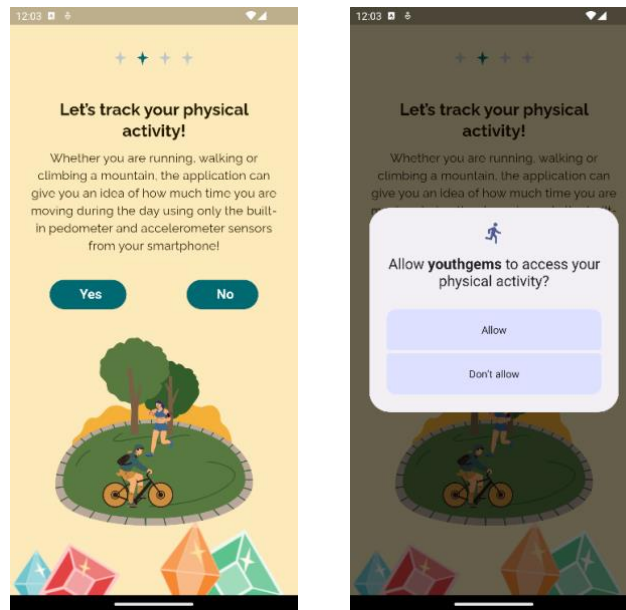 12:03
Let's track your physical
activity!
Whether you are running, walking or
climbing a mountain, the application can
give you an idea of how much time you are
moving during the day using only the built-
in pedometer and accelerometer sensors
from your smartphone!
Yes
No
12:03
Let's track your physical
activity!
Whether you are running, walking or
climbing a mountain, the application can
give you an idea of how much time you are
Allow youthgems to access your
physical activity?
Allow
Don't allow